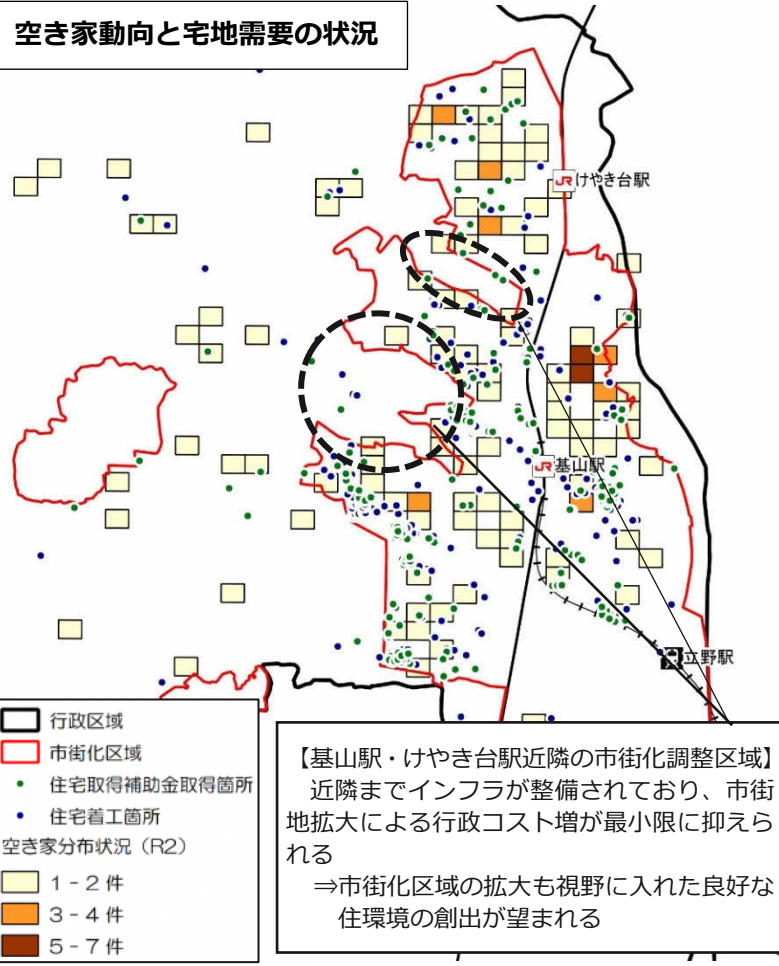 空き家動向と宅地需要の状況
JRけやき台駅
JR基山駅
立野駅
行政区域
市街化区域
住宅取得補助金取得箇所
住宅着工箇所
空き家分布状況（R2）
1 - 2 件
3 - 4 件
5 - 7 件
【基山駅・けやき台駅近隣の市街化調整区域】
近隣までインフラが整備されており、市街
地拡大による行政コスト増が最小限に抑えら
れる
⇒市街化区域の拡大も視野に入れた良好な
住環境の創出が望まれる